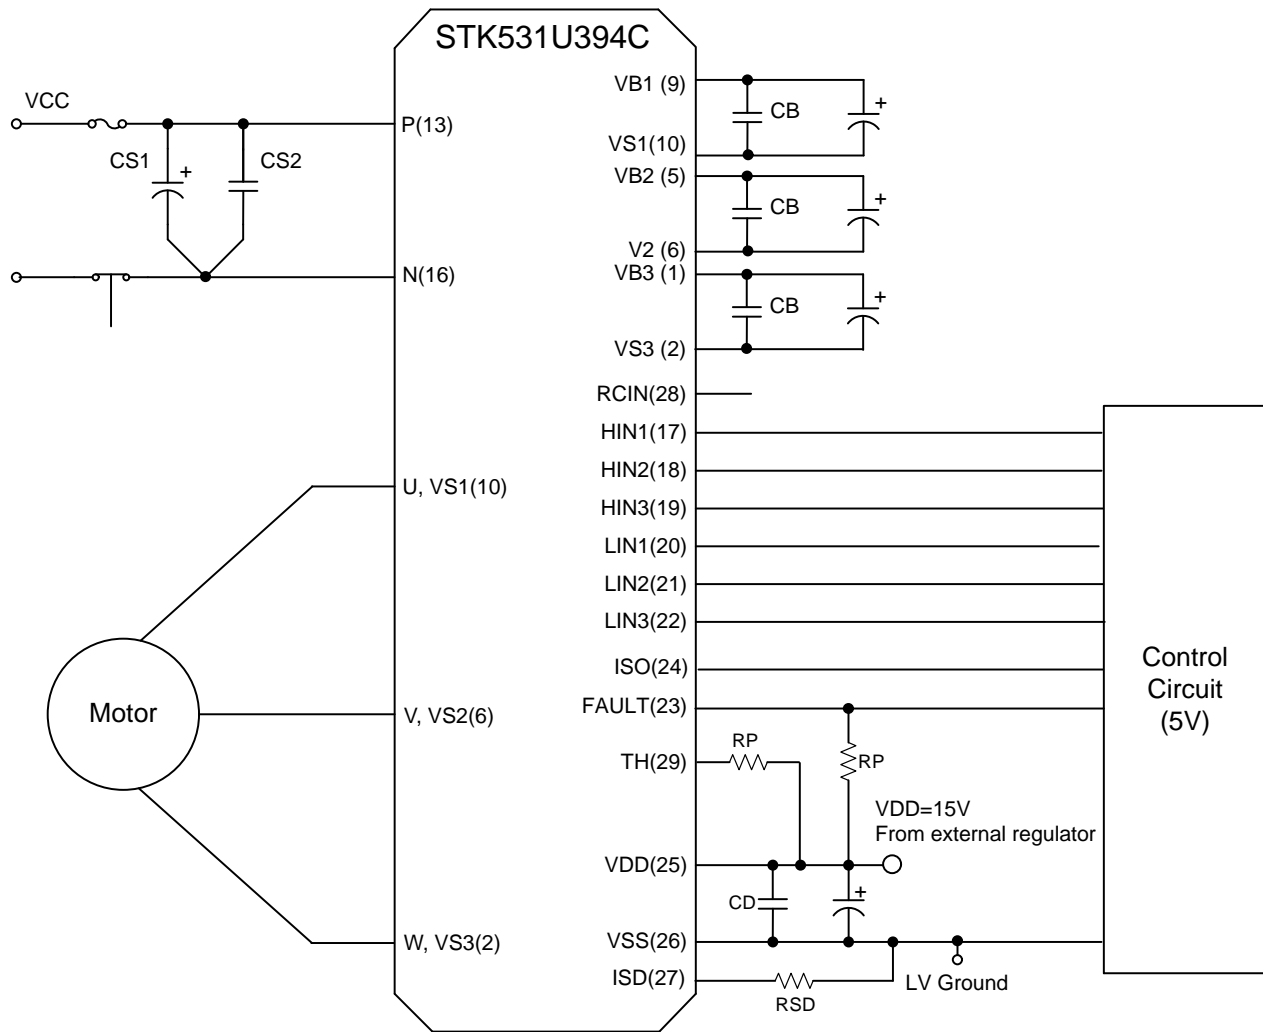 STK531U394C
VCC
CS1
+
CS2
P(13)
N(16)
U, VS1(10)
V, VS2(6)
W, VS3(2)
Motor
VB1 (9)
CB
+
VS1(10)
VB2 (5)
CB
+
V2 (6)
VB3 (1)
CB
+
VS3 (2)
RCIN(28)
HIN1(17)
HIN2(18)
HIN3(19)
LIN1(20)
LIN2(21)
LIN3(22)
ISO(24)
FAULT(23)
TH(29)
RP
RP
VDD=15V
From external regulator
VDD(25)
CD
+
VSS(26)
ISD(27)
RSD
LV Ground
Control
Circuit
(5V)